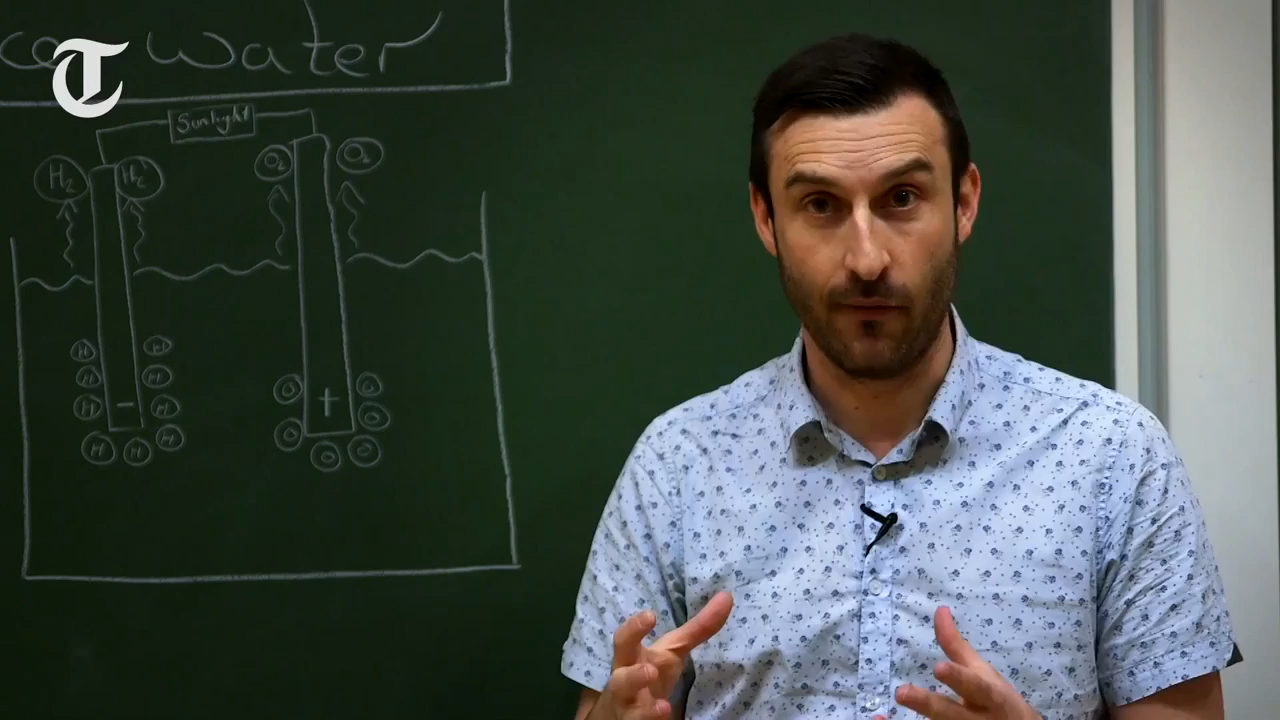 T
water
Sunlight
H₂ H₂ O₂ O₂
H H
H H O O
H - H O + O
H H H O O O